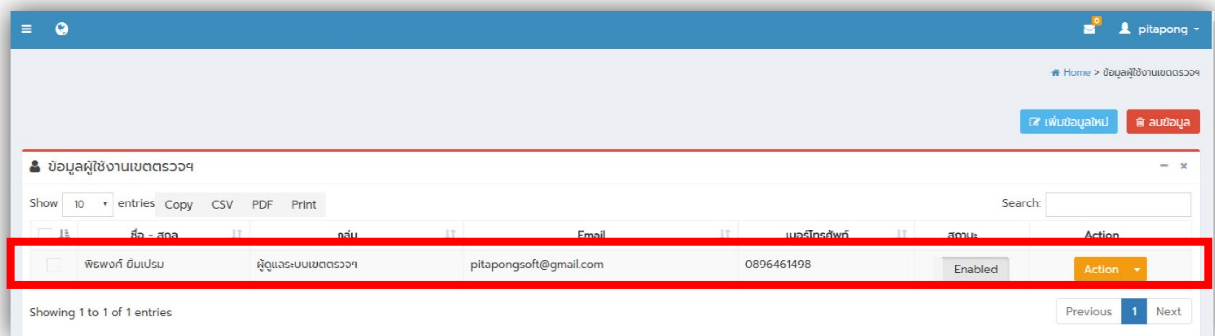 0
pitapong
Home > ข้อมูลผู้ใช้งานเขตตรวจฯ
เพิ่มข้อมูลใหม่ ลบข้อมูล
ข้อมูลผู้ใช้งานเขตตรวจฯ
Show 10 entries Copy CSV PDF Print Search:
ชื่อ - สกุล กลุ่ม Email เบอร์โทรศัพท์ สถานะ Action
พิธพงศ์ ยิ้มเปรม ผู้ดูแลระบบเขตตรวจฯ pitapongsoft@gmail.com 0896461498 Enabled Action
Showing 1 to 1 of 1 entries Previous 1 Next